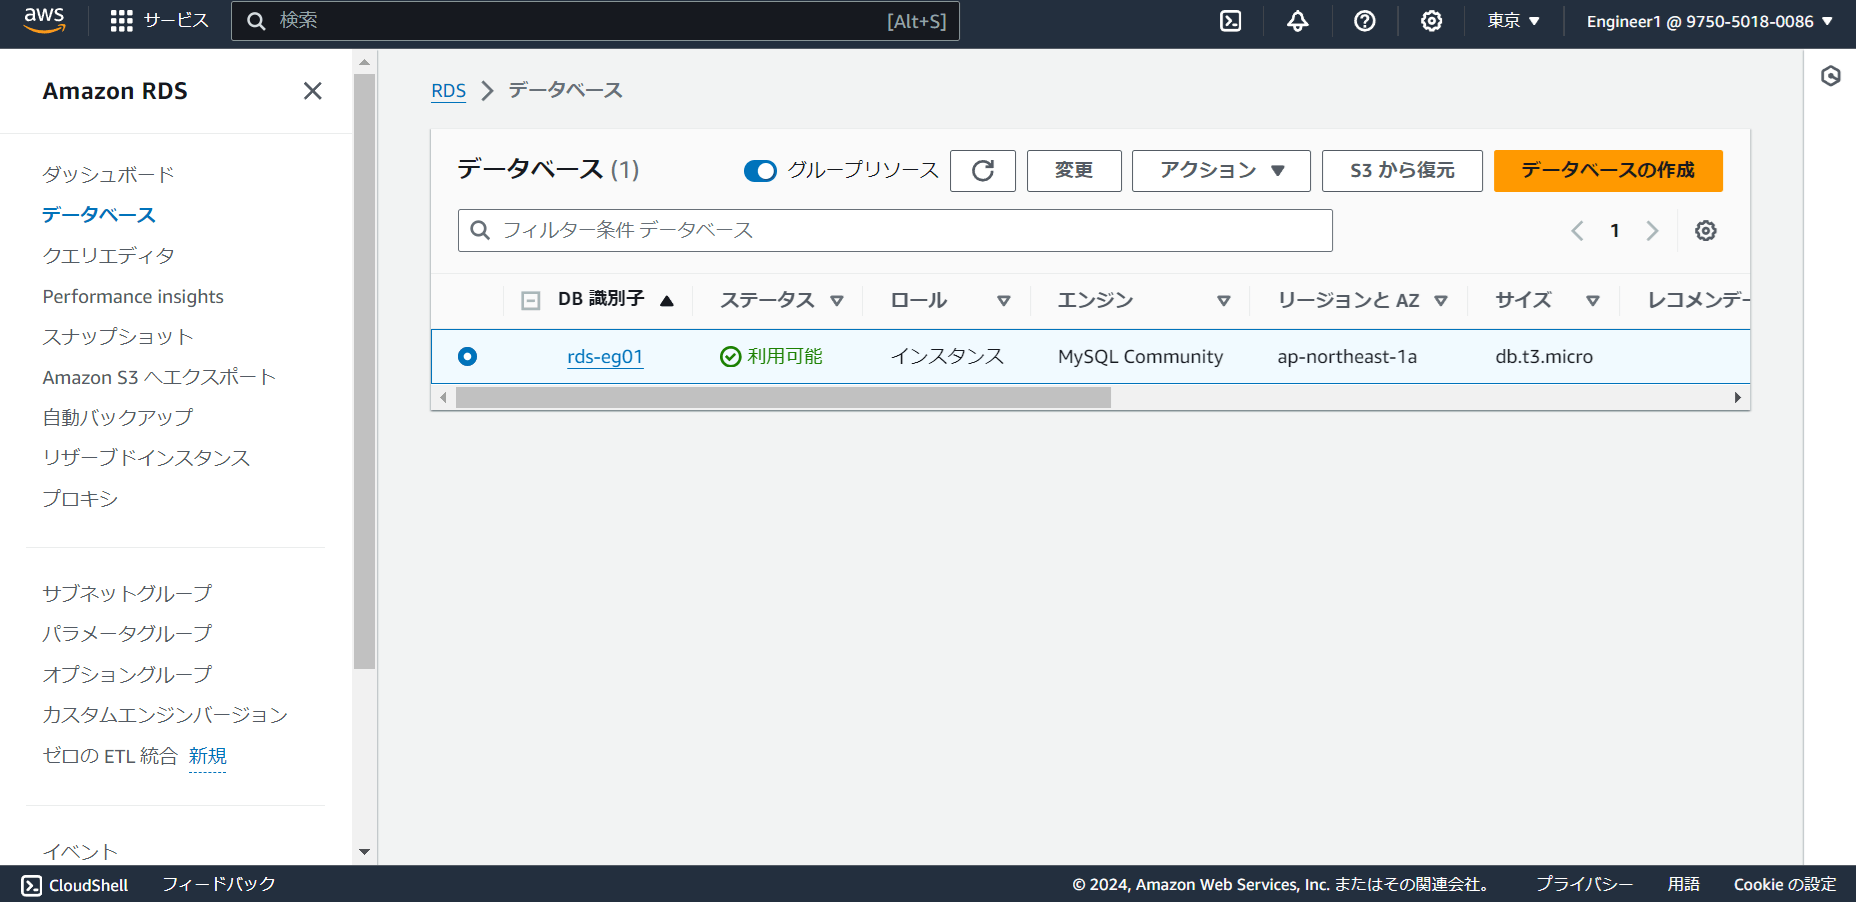 aws
サービス
検索
[Alt+S]
東京 ▼
Engineer1 @ 9750-5018-0086 ▼
Amazon RDS
ダッシュボード
データベース
クエリエディタ
Performance insights
スナップショット
Amazon S3 へエクスポート
自動バックアップ
リザーブドインスタンス
プロキシ
サブネットグループ
パラメータグループ
オプショングループ
カスタムエンジンバージョン
ゼロの ETL 統合 新規
イベント
RDS > データベース
データベース (1)
グループリソース
変更
アクション ▼
S3 から復元
データベースの作成
フィルター条件 データベース
1
DB 識別子 ステータス ロール エンジン リージョンと AZ サイズ レコメンデー
rds-eg01 利用可能 インスタンス MySQL Community ap-northeast-1a db.t3.micro
CloudShell フィードバック © 2024, Amazon Web Services, Inc. またはその関連会社。 プライバシー 用語 Cookie の設定